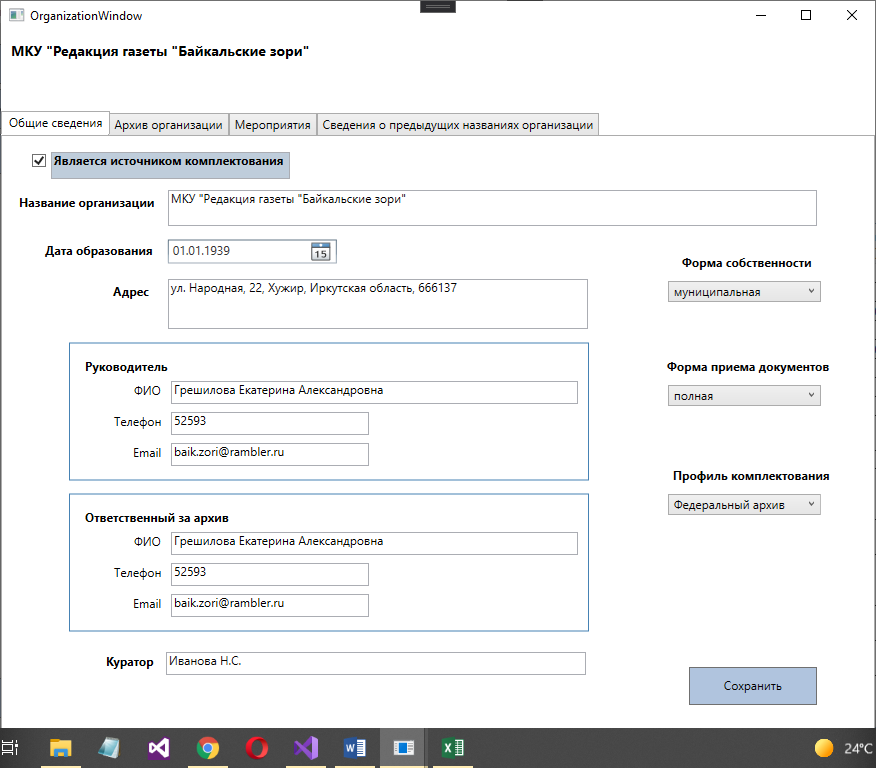 OrganizationWindow
МКУ "Редакция газеты "Байкальские зори"
Общие сведения
Архив организации
Мероприятия
Сведения о предыдущих названиях организации
Является источником комплектования
Название организации
МКУ "Редакция газеты "Байкальские зори"
Дата образования
01.01.1939
15
Форма собственности
Адрес
ул. Народная, 22, Хужир, Иркутская область, 666137
муниципальная
Руководитель
Форма приема документов
ФИО
Грешилова Екатерина Александровна
полная
Телефон
52593
Email
baik.zori@rambler.ru
Профиль комплектования
Федеральный архив
Ответственный за архив
ФИО
Грешилова Екатерина Александровна
Телефон
52593
Email
baik.zori@rambler.ru
Куратор
Иванова Н.С.
Сохранить
24°C